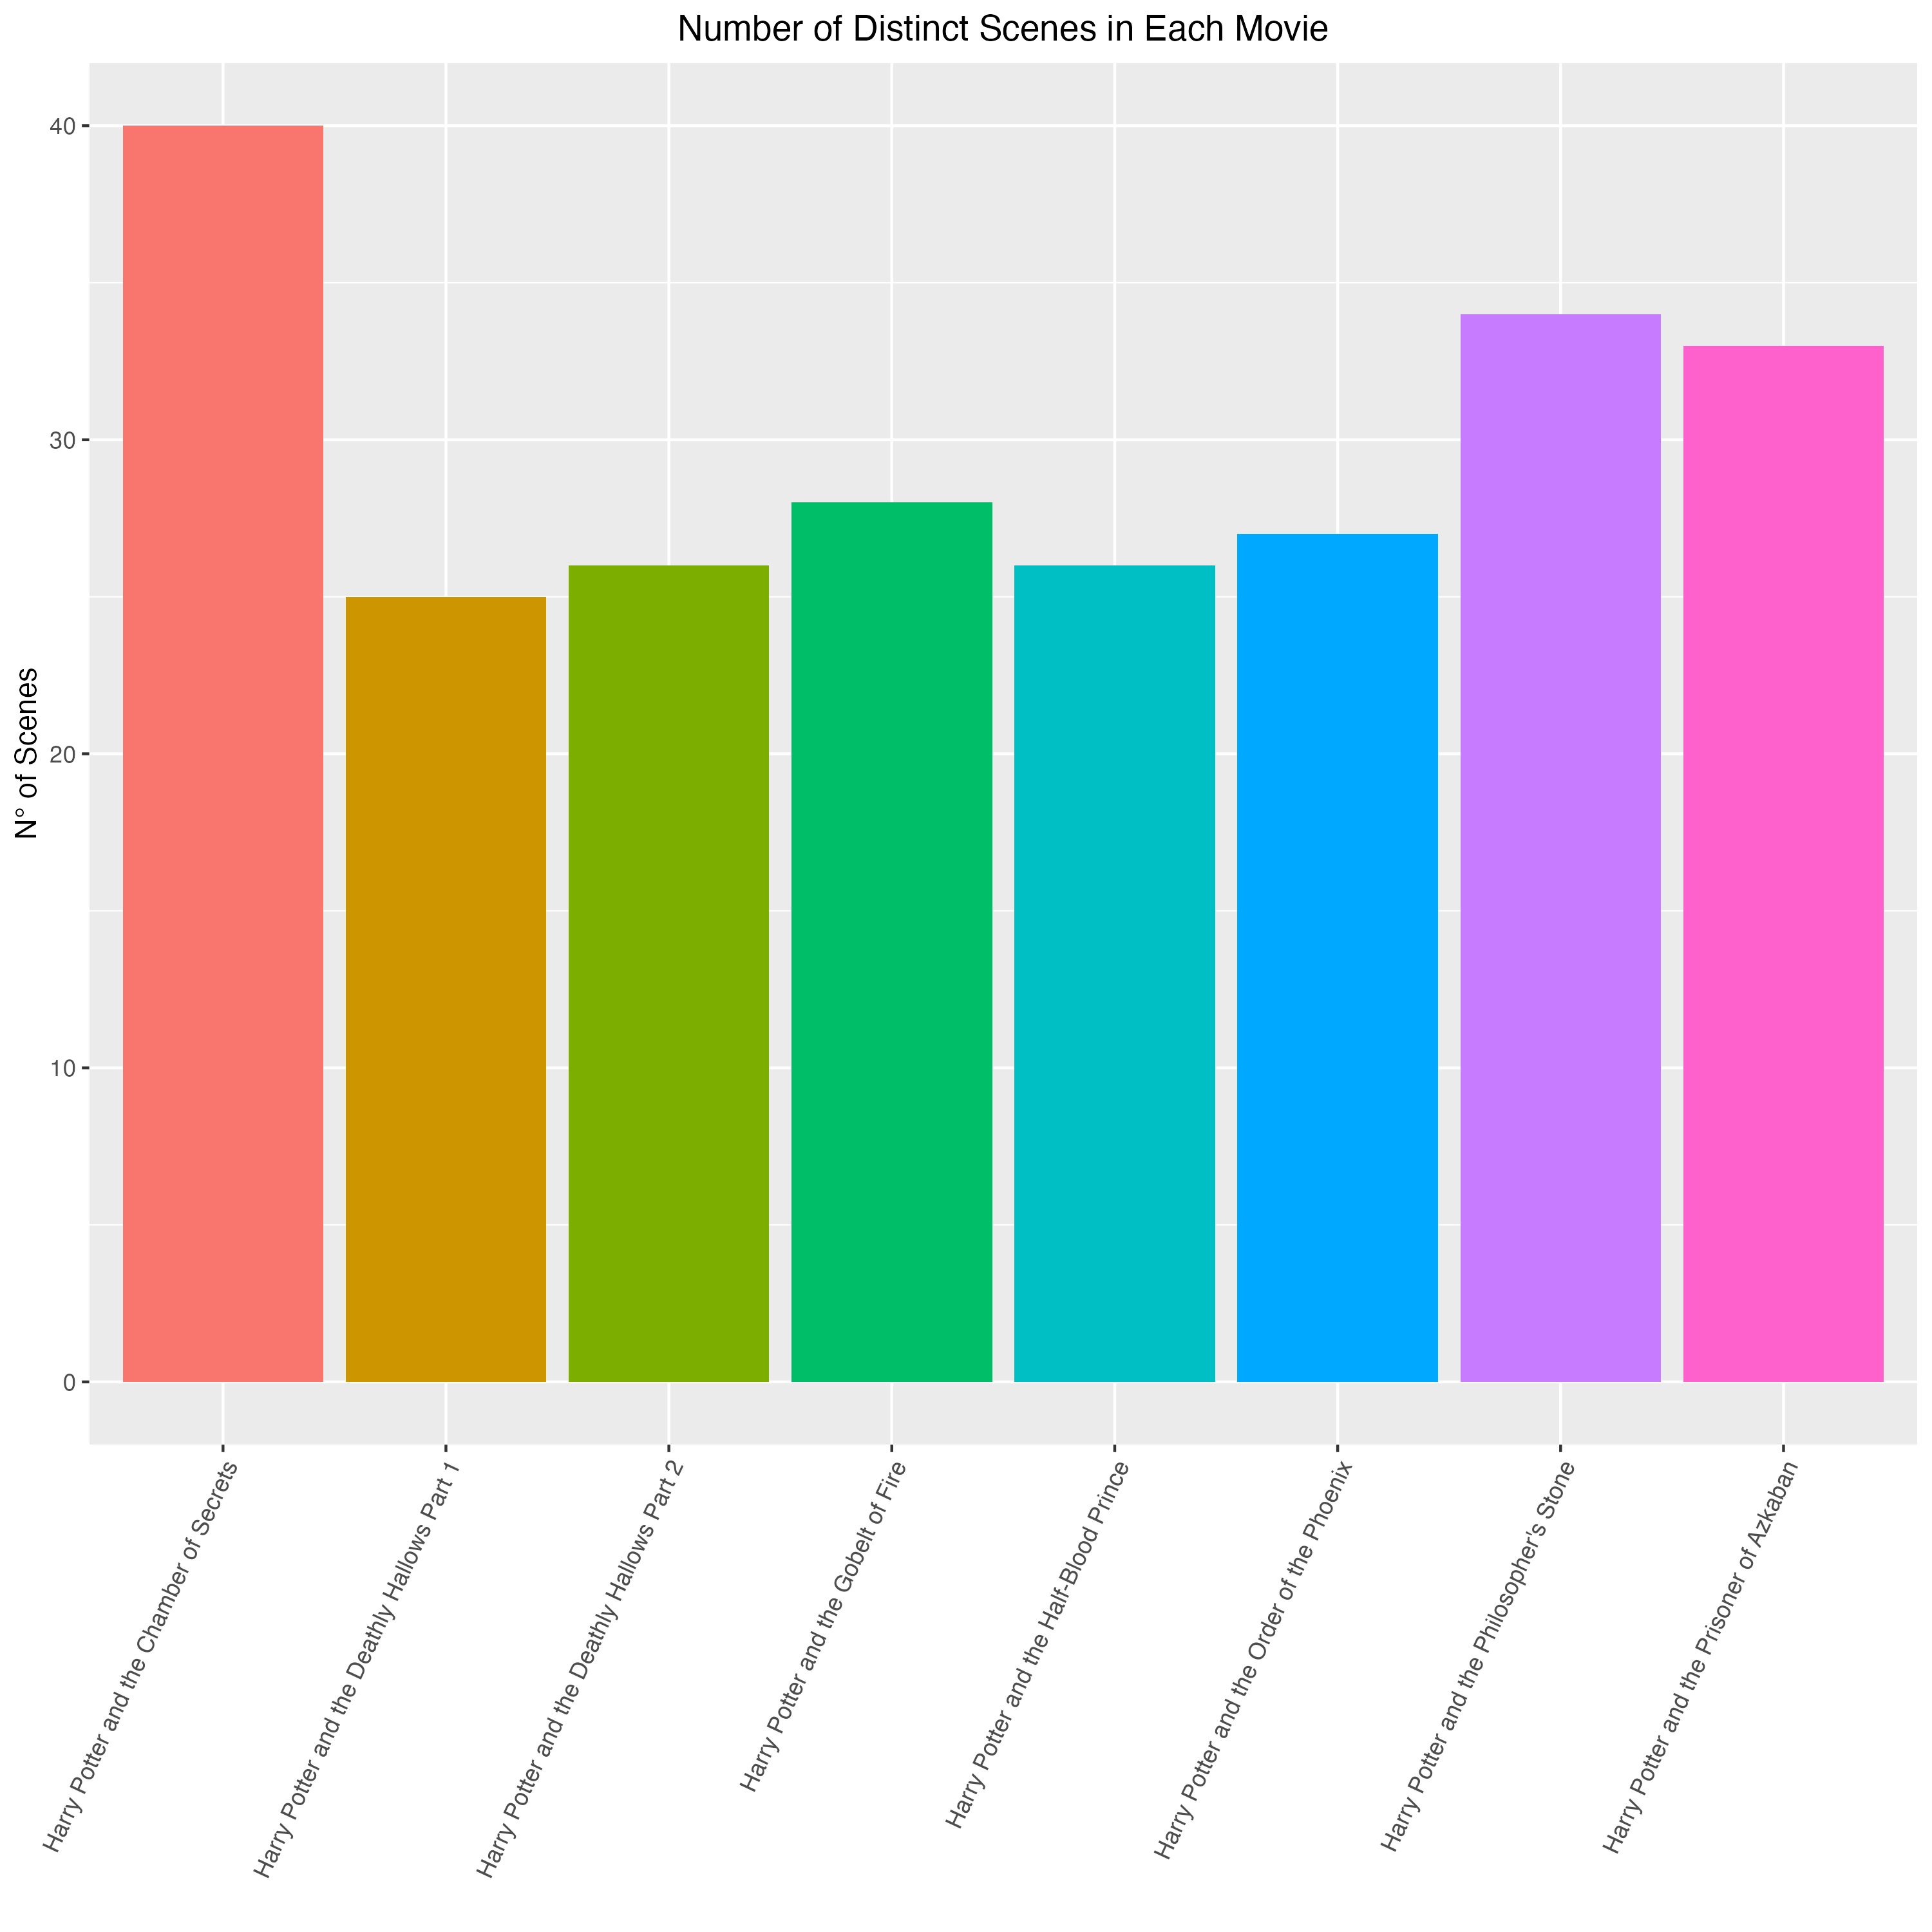 Number of Distinct Scenes in Each Movie
N° of Scenes
40
30
20
10
0
Harry Potter and the Chamber of Secrets
Harry Potter and the Deathly Hallows Part 1
Harry Potter and the Deathly Hallows Part 2
Harry Potter and the Gobelt of Fire
Harry Potter and the Half-Blood Prince
Harry Potter and the Order of the Phoenix
Harry Potter and the Philosopher's Stone
Harry Potter and the Prisoner of Azkaban